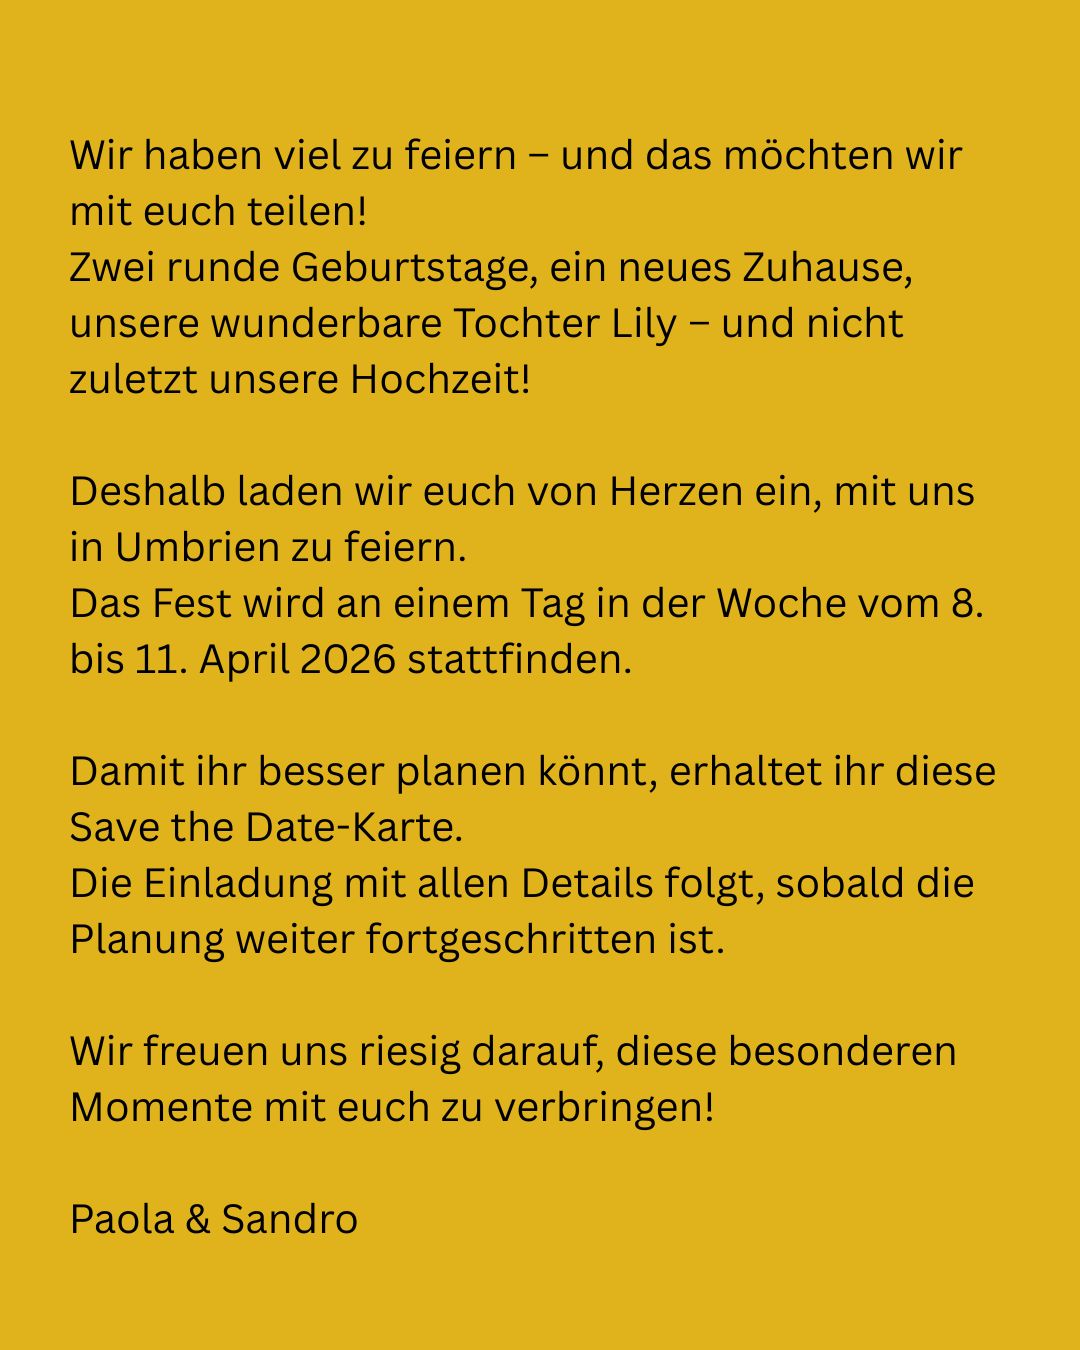 Wir haben viel zu feiern – und das möchten wir
mit euch teilen!
Zwei runde Geburtstage, ein neues Zuhause,
unsere wunderbare Tochter Lily – und nicht
zuletzt unsere Hochzeit!
Deshalb laden wir euch von Herzen ein, mit uns
in Umbrien zu feiern.
Das Fest wird an einem Tag in der Woche vom 8.
bis 11. April 2026 stattfinden.
Damit ihr besser planen könnt, erhaltet ihr diese
Save the Date-Karte.
Die Einladung mit allen Details folgt, sobald die
Planung weiter fortgeschritten ist.
Wir freuen uns riesig darauf, diese besonderen
Momente mit euch zu verbringen!
Paola & Sandro